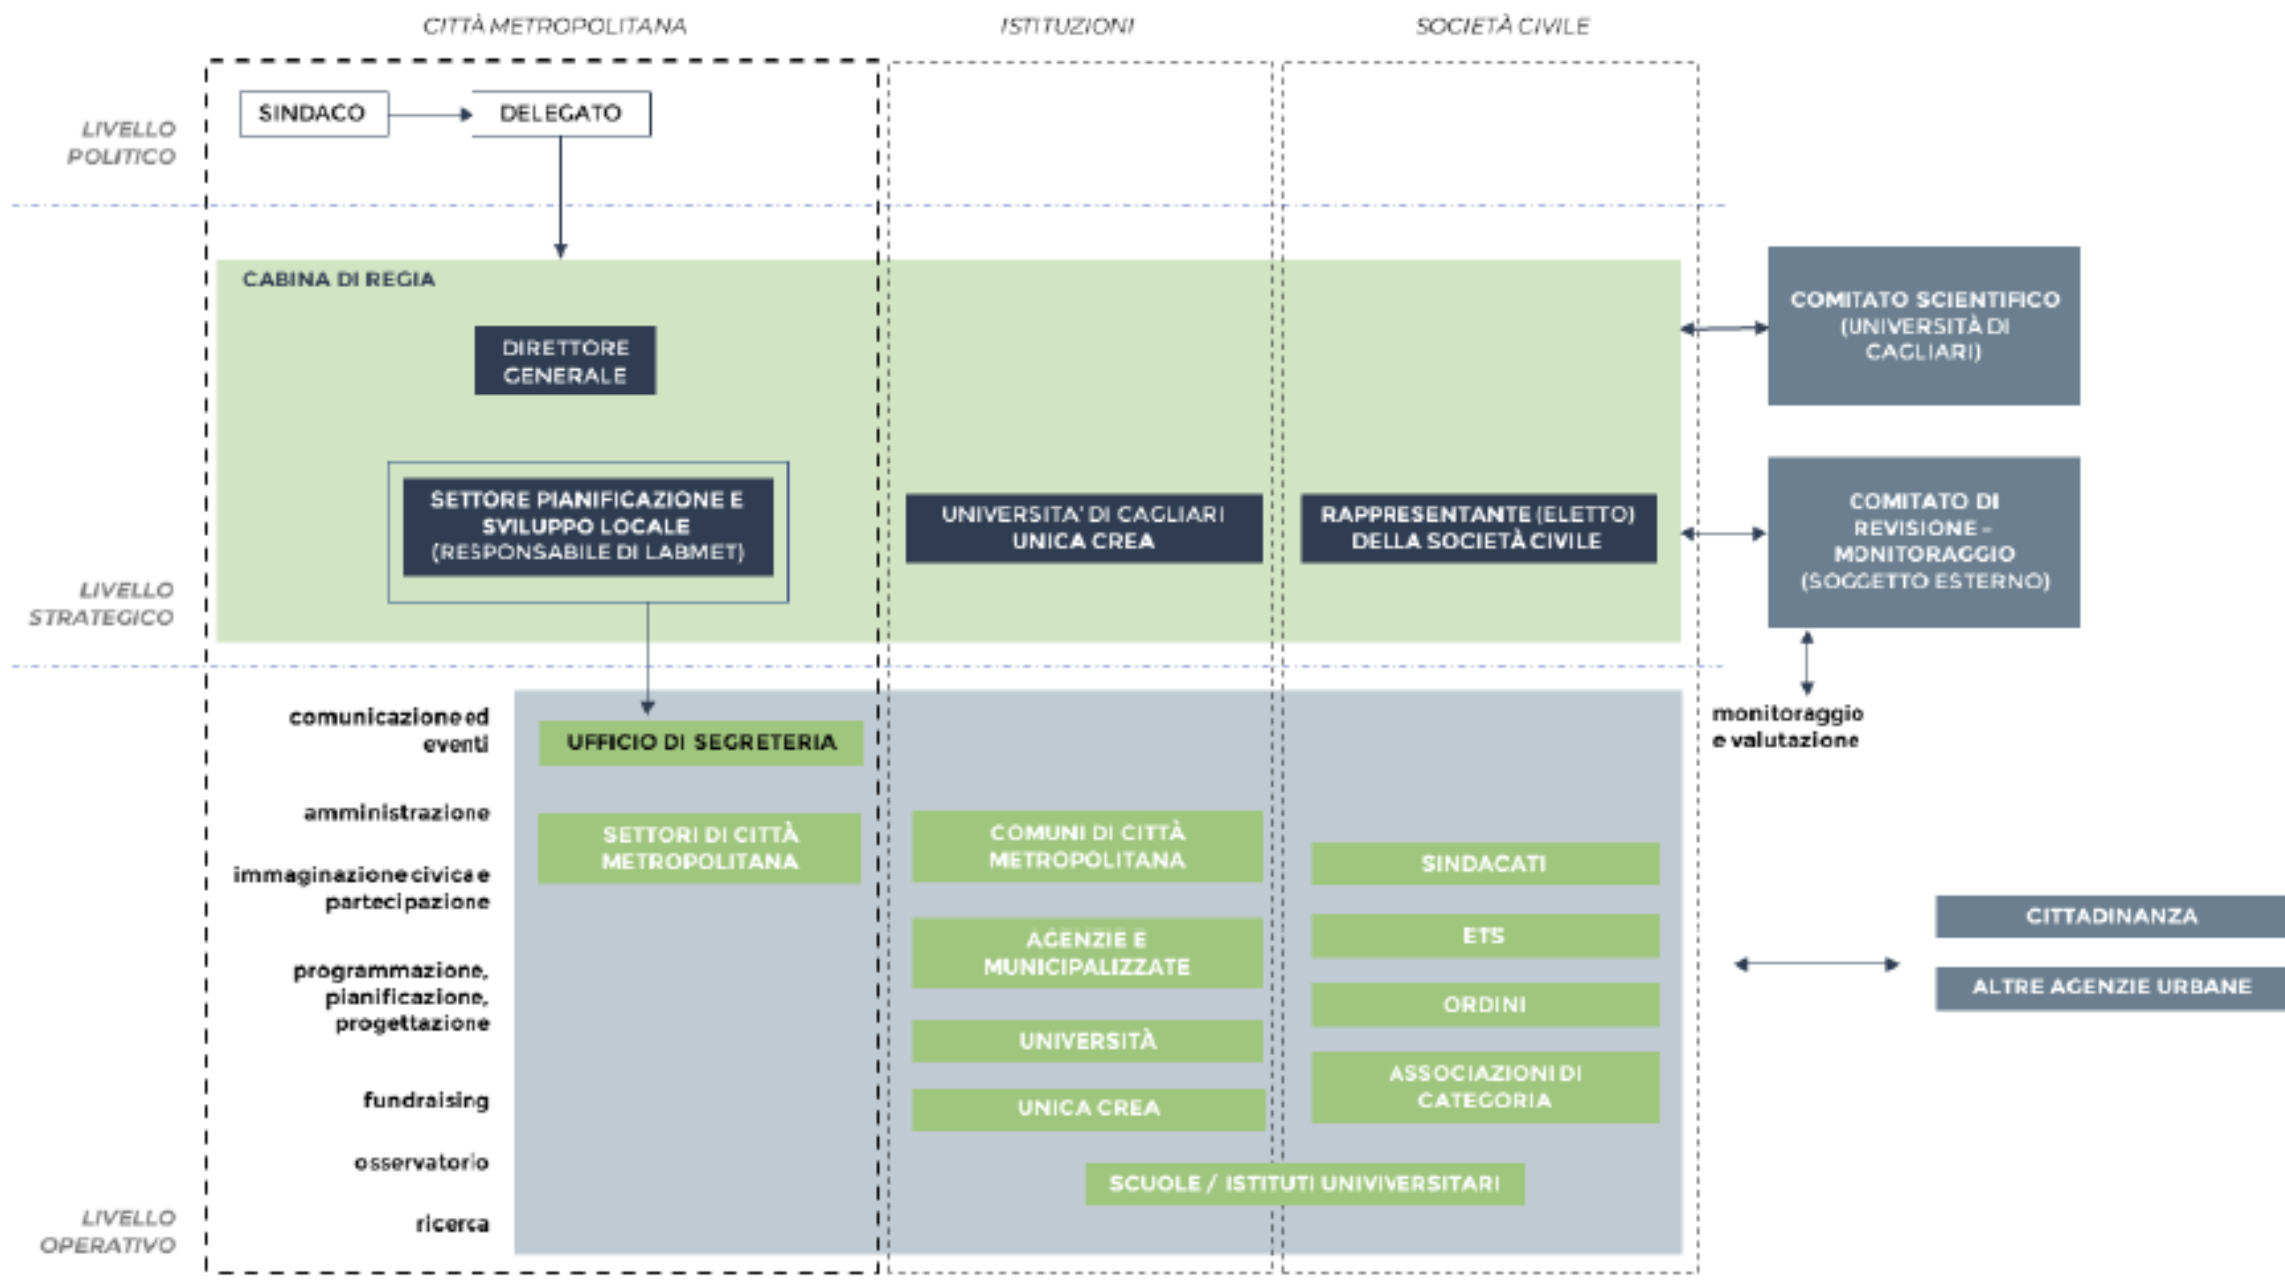 CITTÀ METROPOLITANA
ISTITUZIONI
SOCIETÀ CIVILE
LIVELLO
POLITICO
SINDACO
DELEGATO
CABINA DI REGIA
DIRETTORE
GENERALE
COMITATO SCIENTIFICO
(UNIVERSITÀ DI
CAGLIARI)
LIVELLO
STRATEGICO
SETTORE PIANIFICAZIONE E
SVILUPPO LOCALE
(RESPONSABILE DI LABMET)
UNIVERSITA' DI CAGLIARI
UNICA CREA
RAPPRESENTANTE (ELETTO)
DELLA SOCIETÀ CIVILE
COMITATO DI
REVISIONE –
MONITORAGGIO
(SOGGETTO ESTERNO)
monitoraggio
e valutazione
comunicazione ed
eventi
amministrazione
immaginazione civica e
partecipazione
programmazione,
pianificazione,
progettazione
fundraising
osservatorio
ricerca
LIVELLO
OPERATIVO
UFFICIO DI SEGRETERIA
SETTORI DI CITTÀ
METROPOLITANA
COMUNI DI CITTÀ
METROPOLITANA
AGENZIE E
MUNICIPALIZZATE
UNIVERSITÀ
UNICA CREA
SINDACATI
ETS
ORDINI
ASSOCIAZIONI DI
CATEGORIA
SCUOLE / ISTITUTI UNIVIVERSITARI
CITTADINANZA
ALTRE AGENZIE URBANE